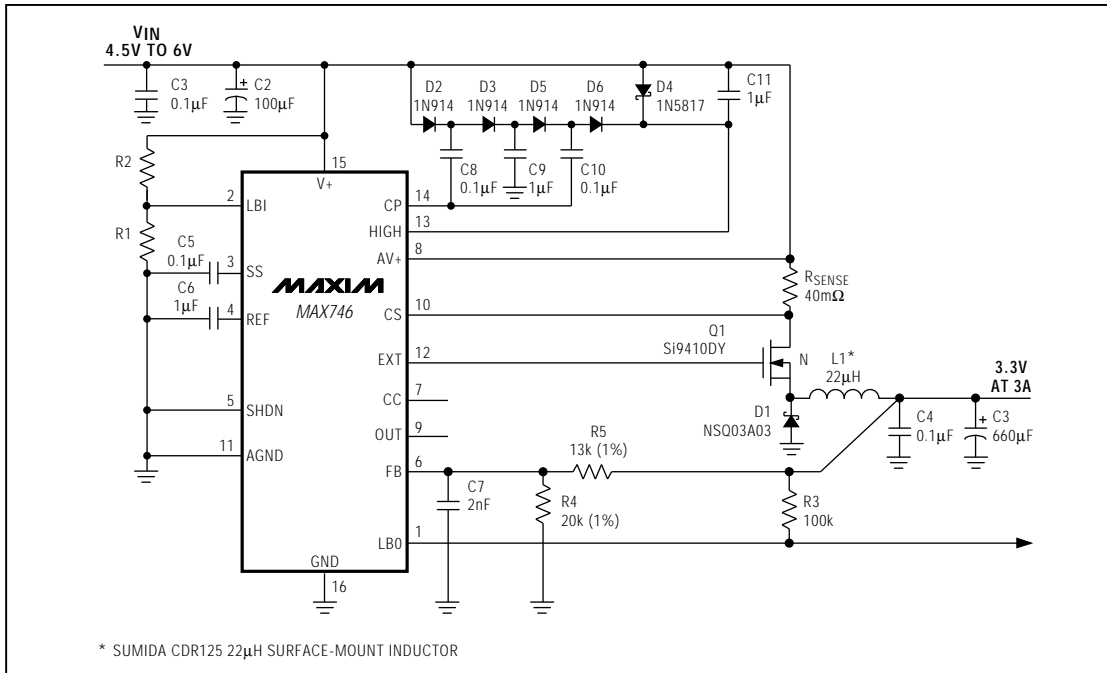 VIN
4.5V TO 6V
C3
0.1µF
C2
100µF
+
D2
1N914
D3
1N914
D5
1N914
D6
1N914
D4
1N5817
C11
1µF
R2
R1
C8
0.1µF
C9
1µF
C10
0.1µF
15
V+
2
LBI
14
CP
13
HIGH
8
AV+
C5
0.1µF
3
SS
C6
1µF
4
REF
MAXIM
MAX746
10
CS
RSENSE
40mΩ
Q1
Si9410DY
N
12
EXT
L1*
22µH
3.3V
AT 3A
7
CC
5
SHDN
9
OUT
D1
NSQ03A03
C4
0.1µF
+
C3
660µF
11
AGND
6
FB
R5
13k (1%)
C7
2nF
R4
20k (1%)
R3
100k
1
LB0
GND
16
* SUMIDA CDR125 22µH SURFACE-MOUNT INDUCTOR